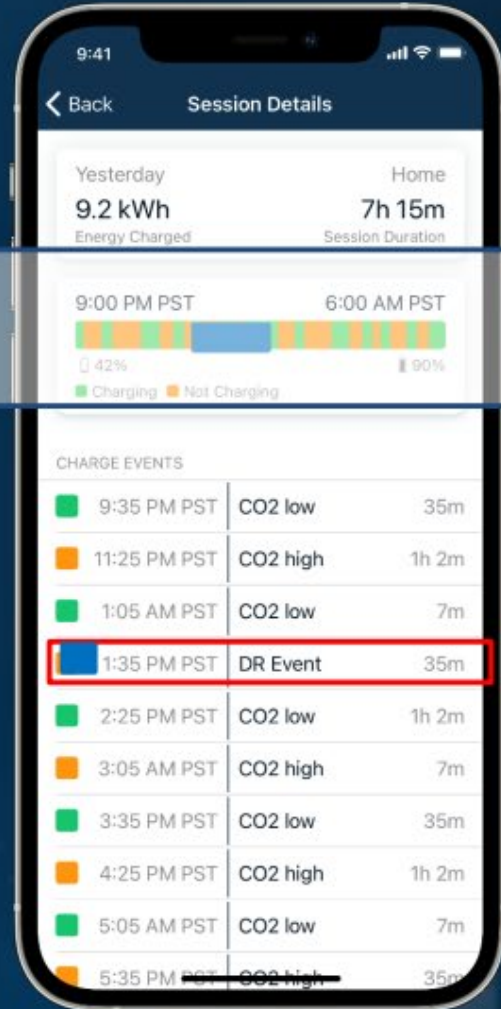 9:41
Back Session Details
Yesterday Home
9.2 kWh 7h 15m
Energy Charged Session Duration
9:00 PM PST 6:00 AM PST
42% 90%
Charging Not Charging
CHARGE EVENTS
9:35 PM PST CO2 low 35m
11:25 PM PST CO2 high 1h 2m
1:05 AM PST CO2 low 7m
1:35 PM PST DR Event 35m
2:25 PM PST CO2 low 1h 2m
3:05 AM PST CO2 high 7m
3:35 PM PST CO2 low 35m
4:25 PM PST CO2 high 1h 2m
5:05 AM PST CO2 low 7m
5:35 PM PST CO2 high 35m